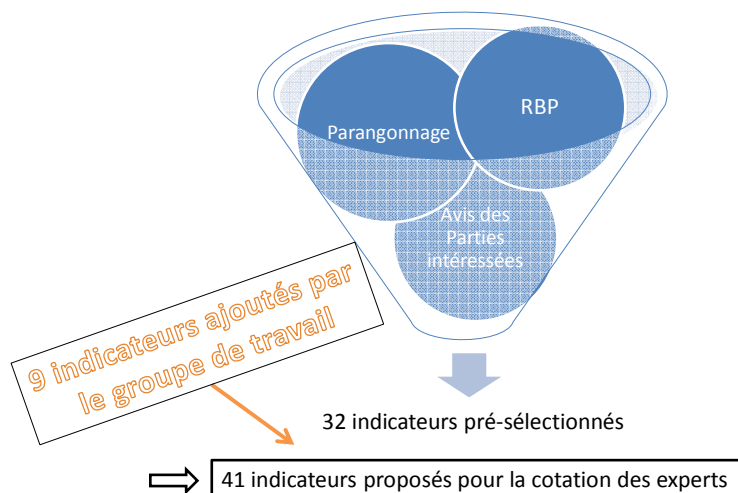 Parangonnage
RBP
Avis des
Parties
intéressées
9 indicateurs ajoutés par
le groupe de travail
32 indicateurs pré-sélectionnés
41 indicateurs proposés pour la cotation des experts